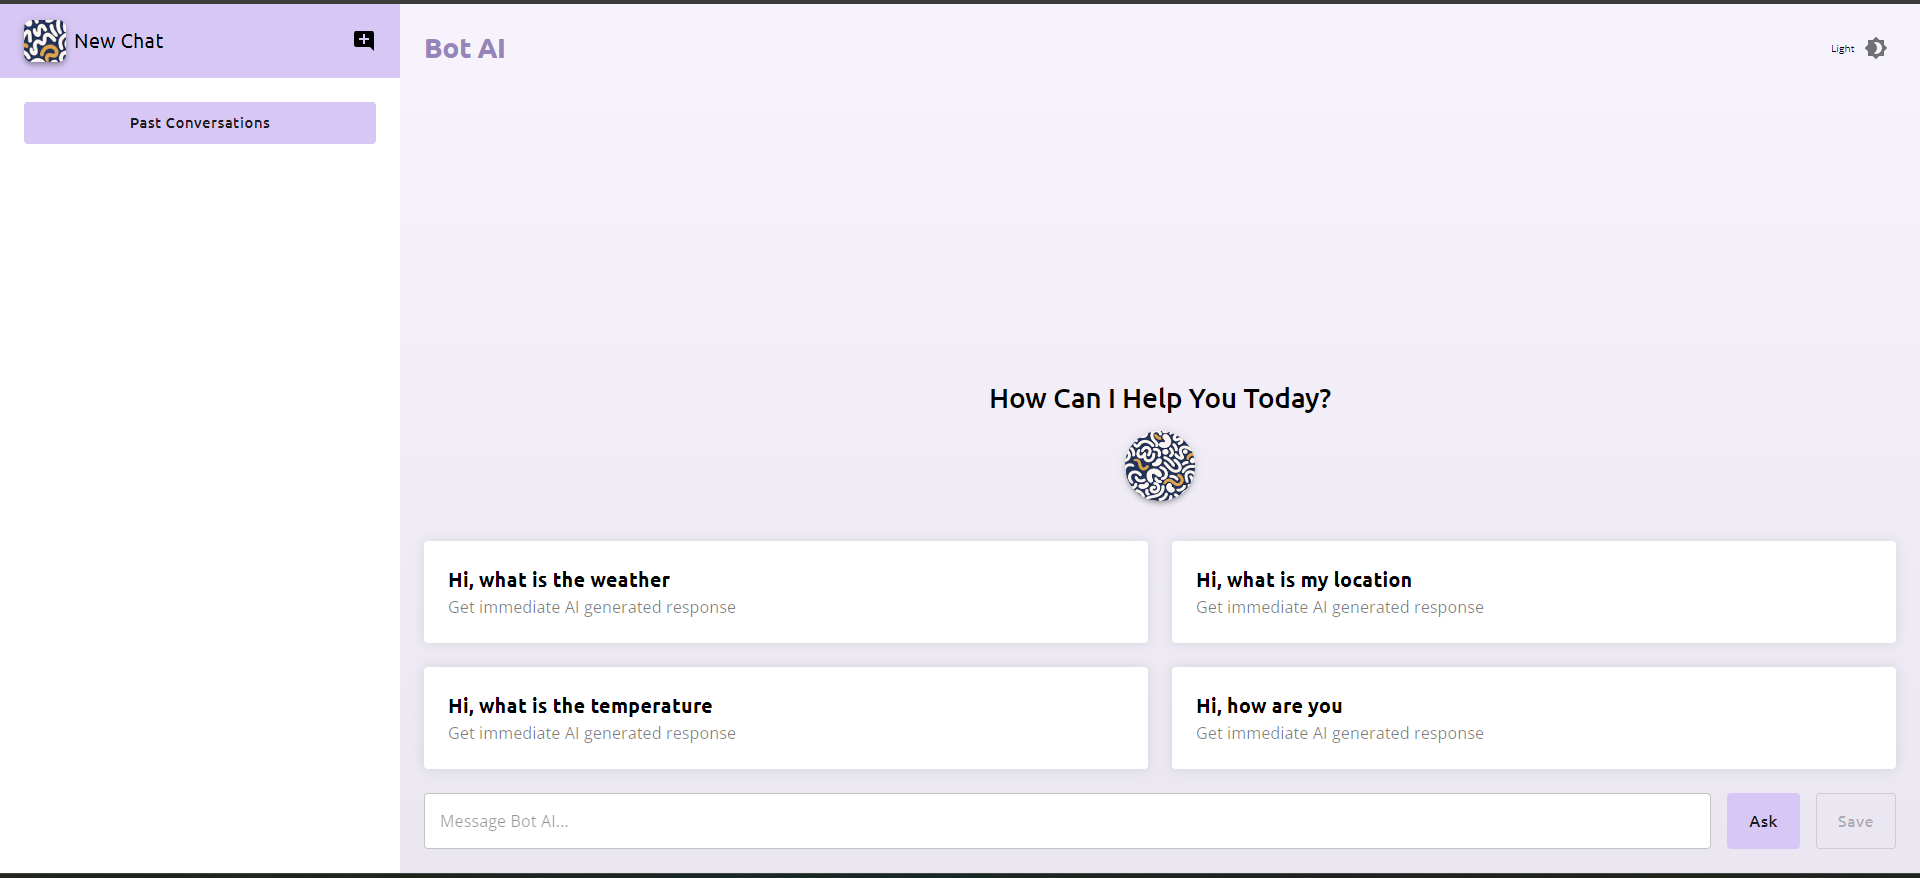 New Chat
Past Conversations
Bot AI
Light
How Can I Help You Today?
Hi, what is the weather
Get immediate AI generated response
Hi, what is my location
Get immediate AI generated response
Hi, what is the temperature
Get immediate AI generated response
Hi, how are you
Get immediate AI generated response
Message Bot AI...
Ask
Save